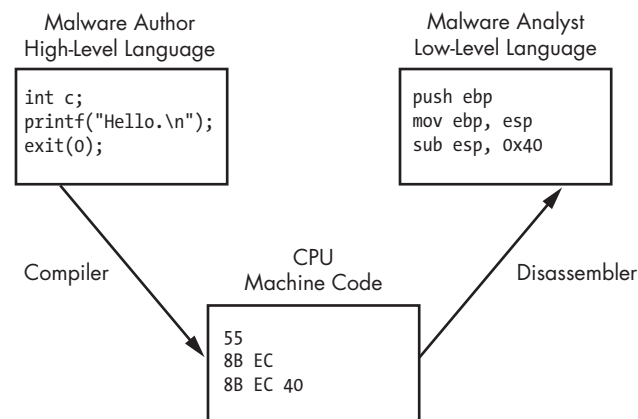 Malware Author
High-Level Language
int c;
printf("Hello.\n");
exit(0);
Malware Analyst
Low-Level Language
push ebp
mov ebp, esp
sub esp, 0x40
Compiler
CPU
Machine Code
Disassembler
55
8B EC
8B EC 40